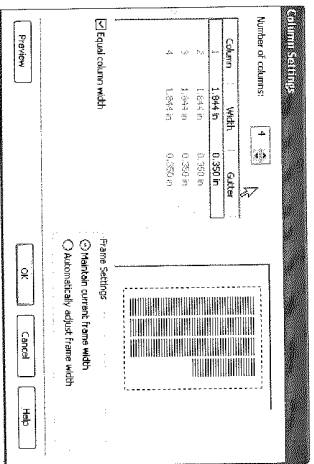 Column Settings
Number of columns: 4
Column Width Gutter
1 1.844 in 0.350 in
2 1.844 in 0.350 in
3 1.844 in 0.350 in
4 1.844 in 0.350 in
Equal column width
Frame Settings
Maintain current frame width
Automatically adjust frame width
Preview OK Cancel Help